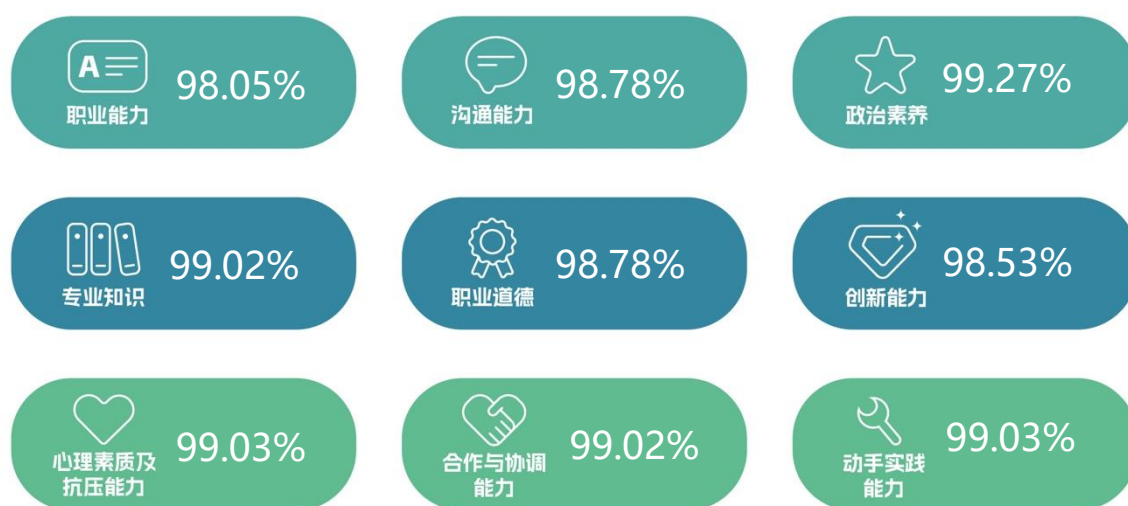 A
98.05%
职业能力
98.78%
沟通能力
99.27%
政治素养
99.02%
专业知识
98.78%
职业道德
98.53%
创新能力
99.03%
心理素质及
抗压能力
99.02%
合作与协调
能力
99.03%
动手实践
能力